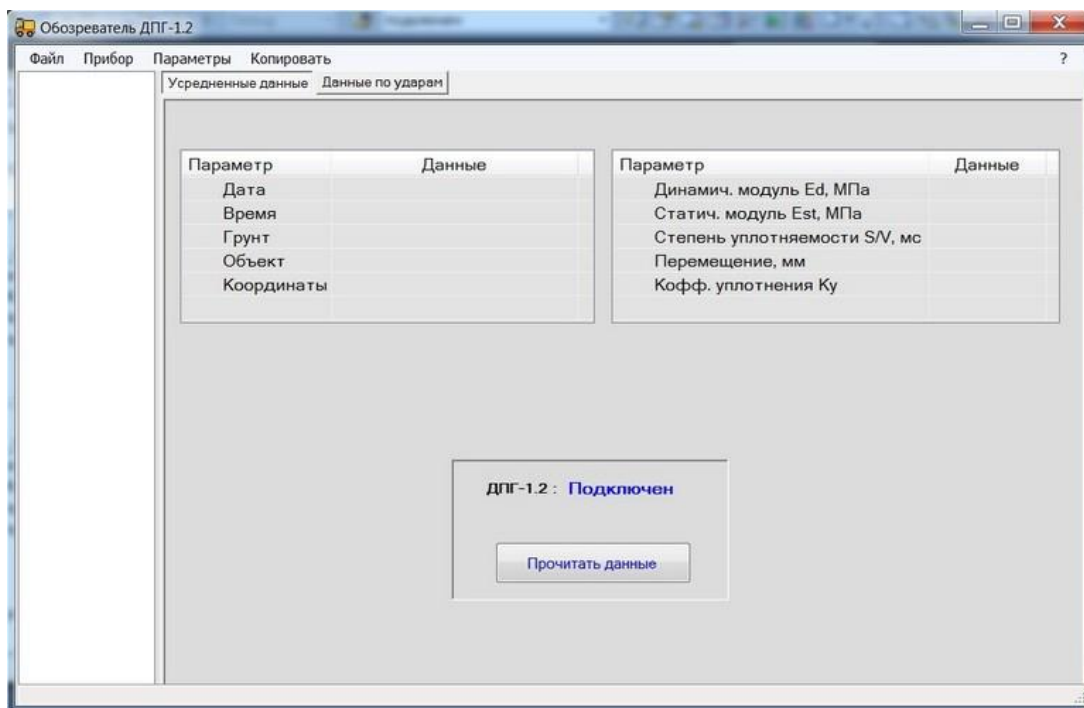 Обозреватель ДПГ-1.2
Файл Прибор Параметры Копировать ?
Усредненные данные Данные по ударам
Параметр Данные
Дата
Время
Грунт
Объект
Координаты
Параметр Данные
Динамич. модуль Ed, МПа
Статич. модуль Est, МПа
Степень уплотняемости S/V, мс
Перемещение, мм
Кофф. уплотнения Ку
ДПГ-1.2 : Подключен
Прочитать данные